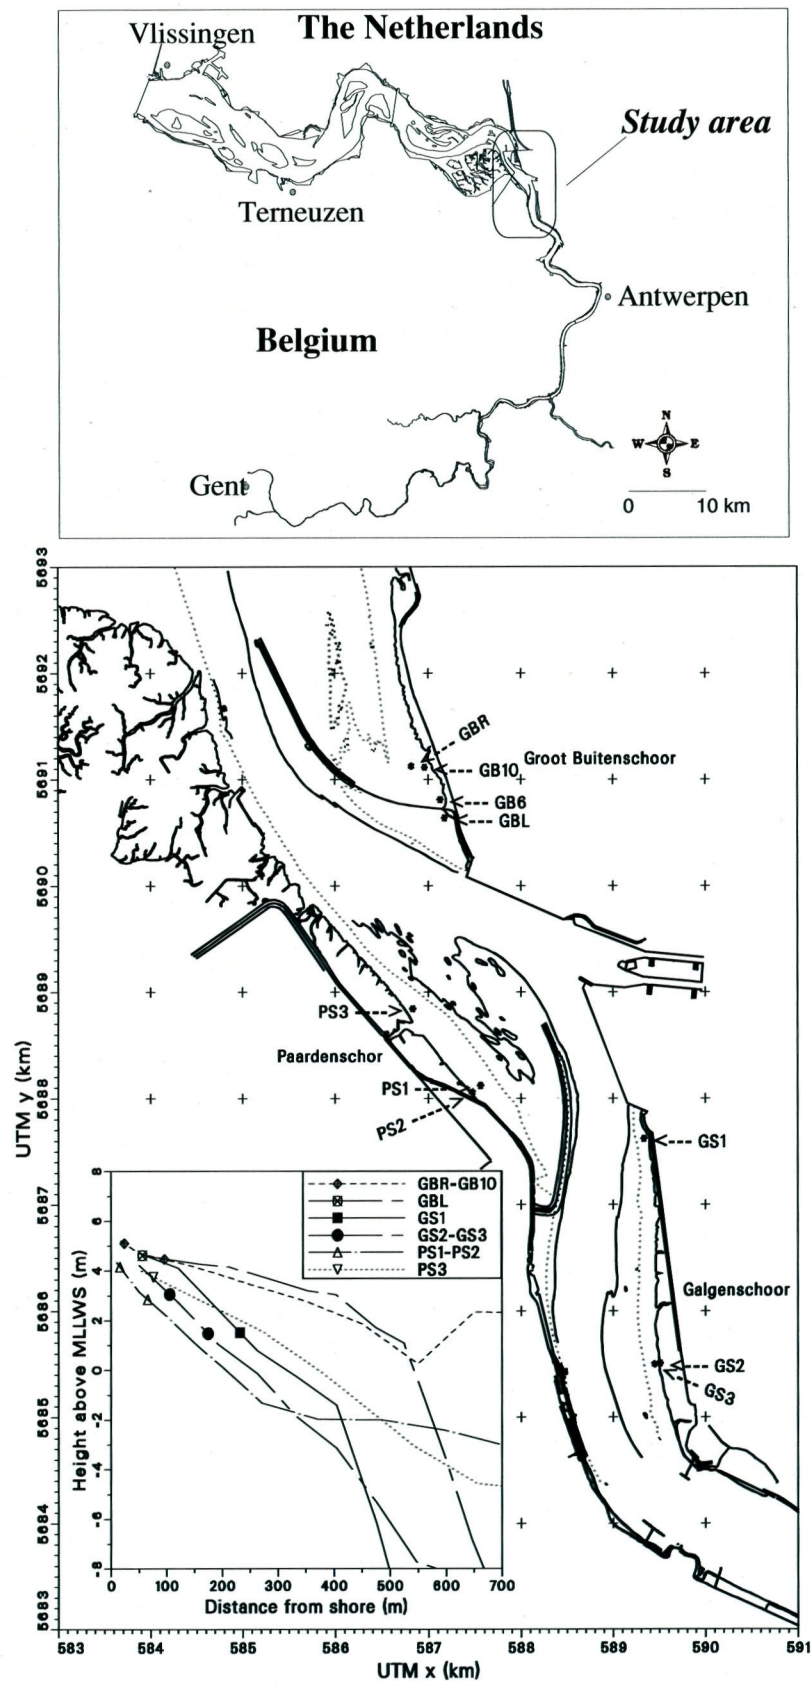 Vlissingen
The Netherlands
Study area
Terneuzen
Antwerpen
Belgium
N
W E
S
Gent
0 10 km
5693
5692
5691
5690
5689
5688
5687
5686
5685
5684
5683
UTM y (km)
GBR
Groot Buitenschoor
GB10
GB6
GBL
PS3
Paardenschor
PS1
PS2
GS1
Galgenschoor
GS2
GS3
8
6
4
2
0
-2
-4
-6
-8
Height above MLLWS (m)
GBR-GB10
GBL
GS1
GS2-GS3
PS1-PS2
PS3
0 100 200 300 400 500 600 700
Distance from shore (m)
583 584 585 586 587 588 589 590 591
UTM x (km)